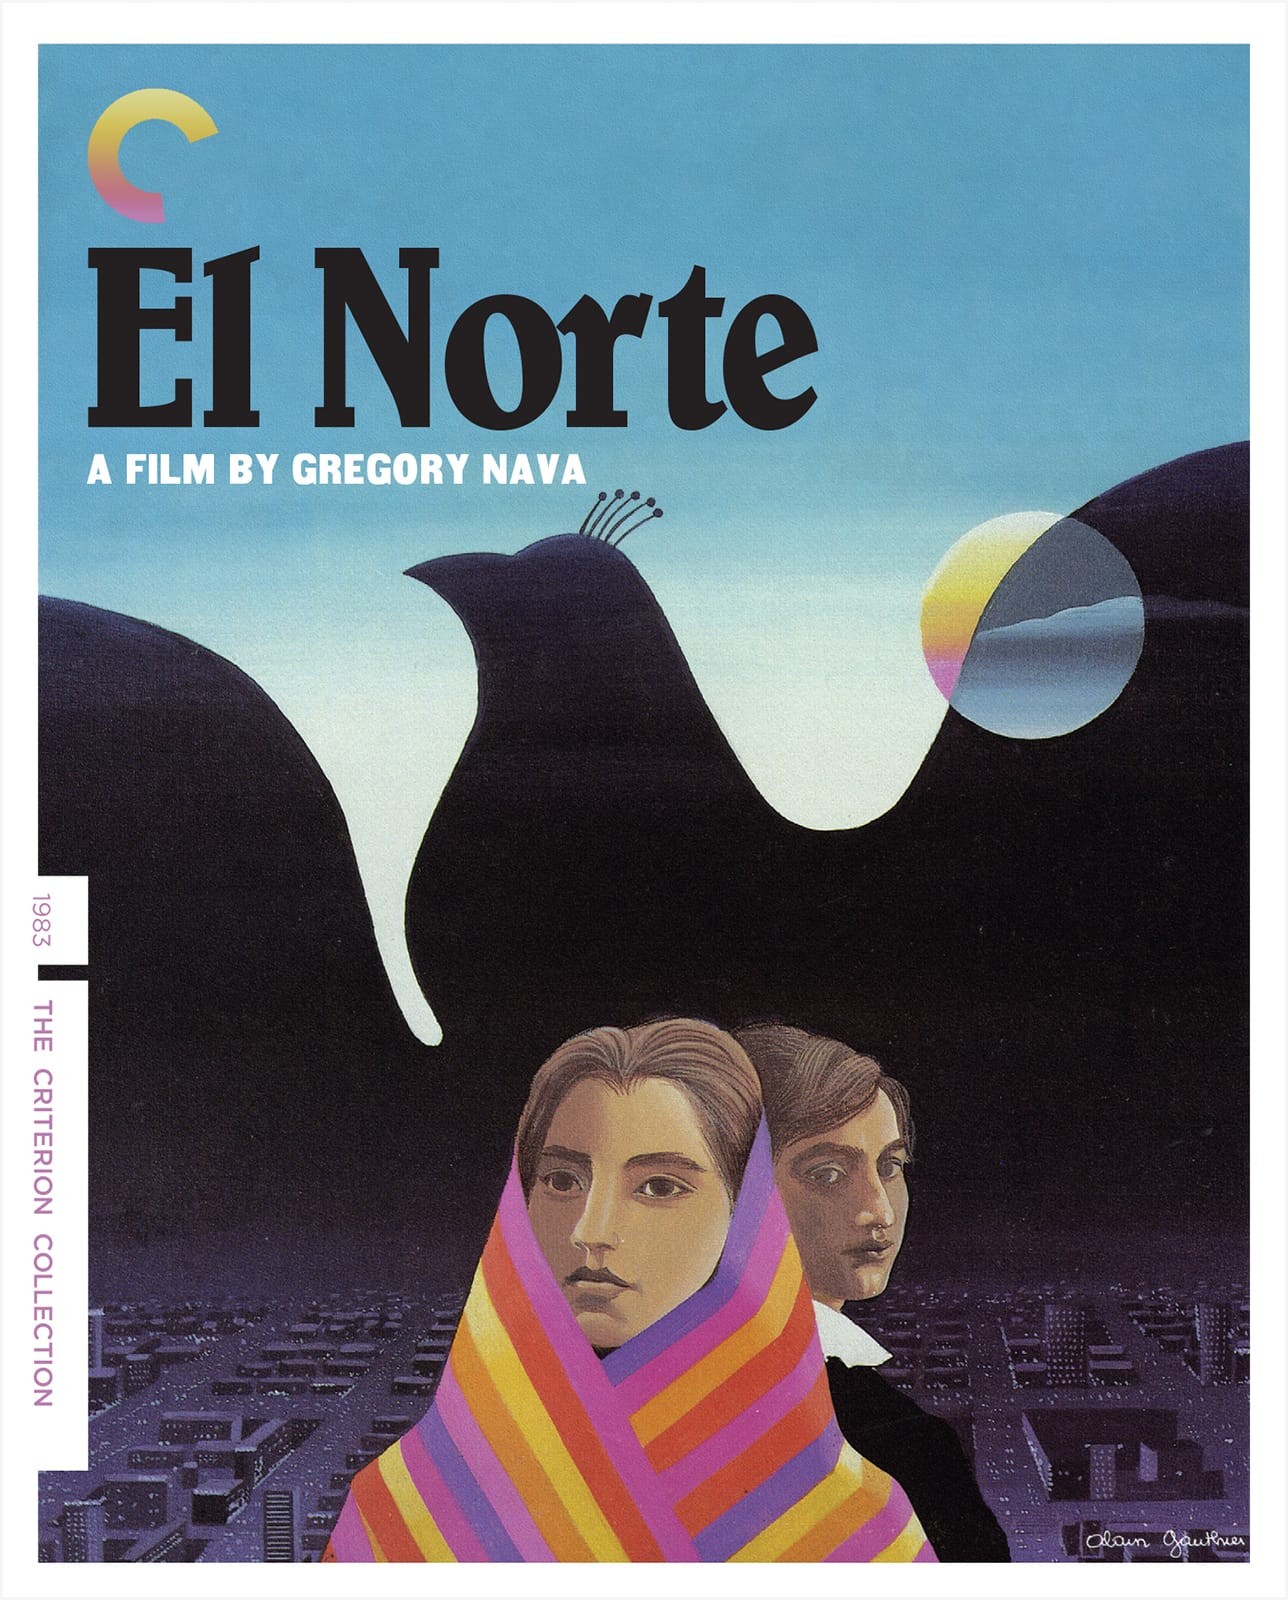 El Norte
A FILM BY GREGORY NAVA
1983
THE CRITERION COLLECTION
Alain Gauthier